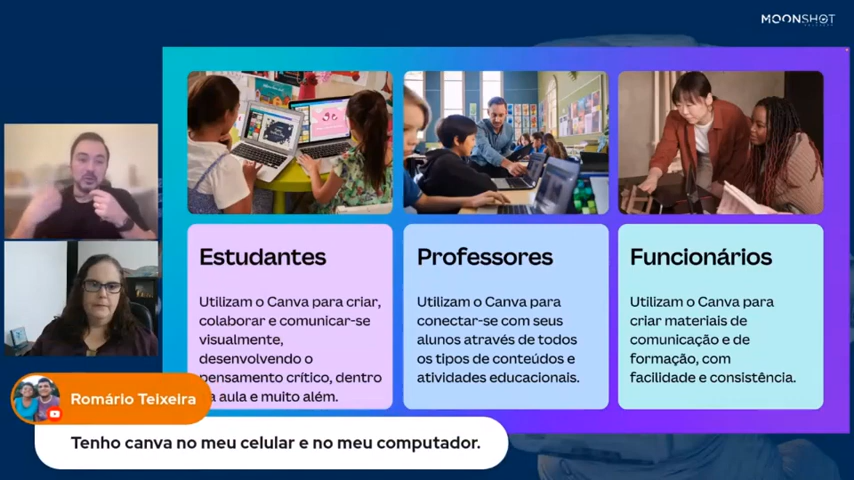 MOONSHOT
Estudantes
Utilizam o Canva para criar,
colaborar e comunicar-se
visualmente,
desenvolvendo o
pensamento crítico, dentro
a aula e muito além.
Professores
Utilizam o Canva para
conectar-se com seus
alunos através de todos
os tipos de conteúdos e
atividades educacionais.
Funcionários
Utilizam o Canva para
criar materiais de
comunicação e de
formação, com
facilidade e consistência.
Romário Teixeira
Tenho canva no meu celular e no meu computador.